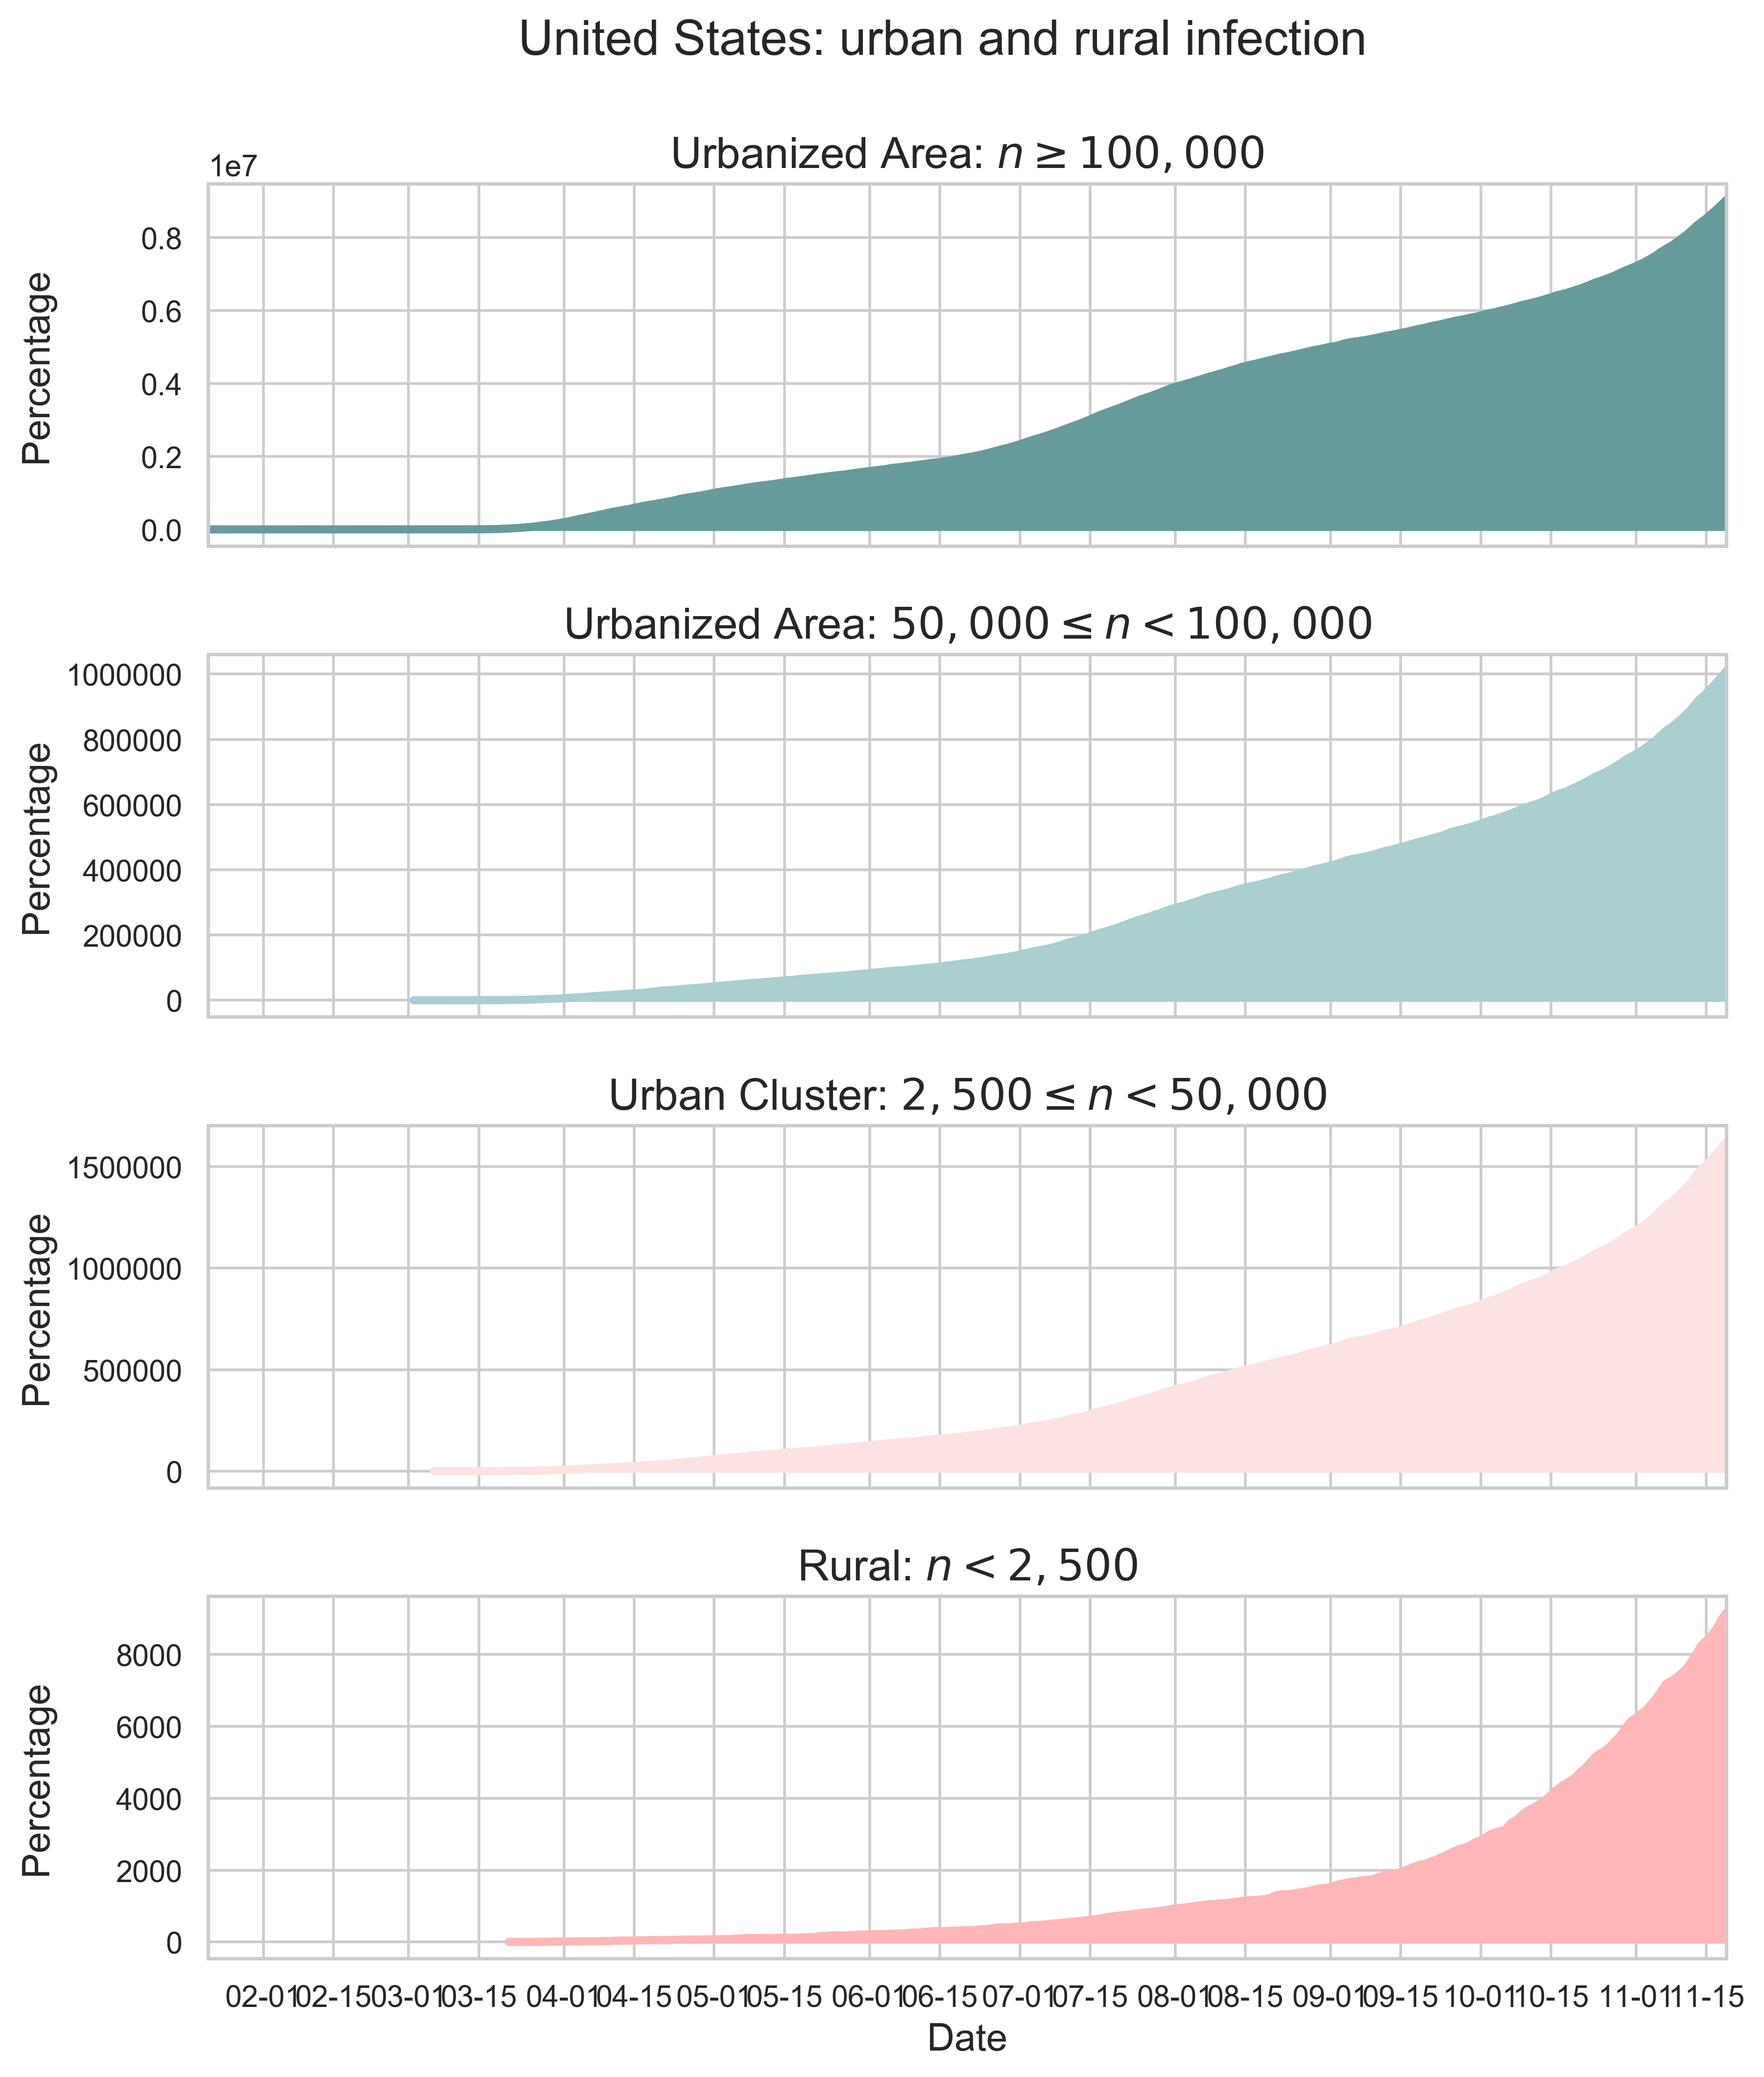 United States: urban and rural infection
Urbanized Area: n ≥ 100,000
1e7
0.8
0.6
0.4
0.2
0.0
Percentage
Urbanized Area: 50,000 ≤ n < 100,000
1000000
800000
600000
400000
200000
0
Percentage
Urban Cluster: 2,500 ≤ n < 50,000
1500000
1000000
500000
0
Percentage
Rural: n < 2,500
8000
6000
4000
2000
0
Percentage
02-01 02-15 03-01 03-15 04-01 04-15 05-01 05-15 06-01 06-15 07-01 07-15 08-01 08-15 09-01 09-15 10-01 10-15 11-01 11-15
Date